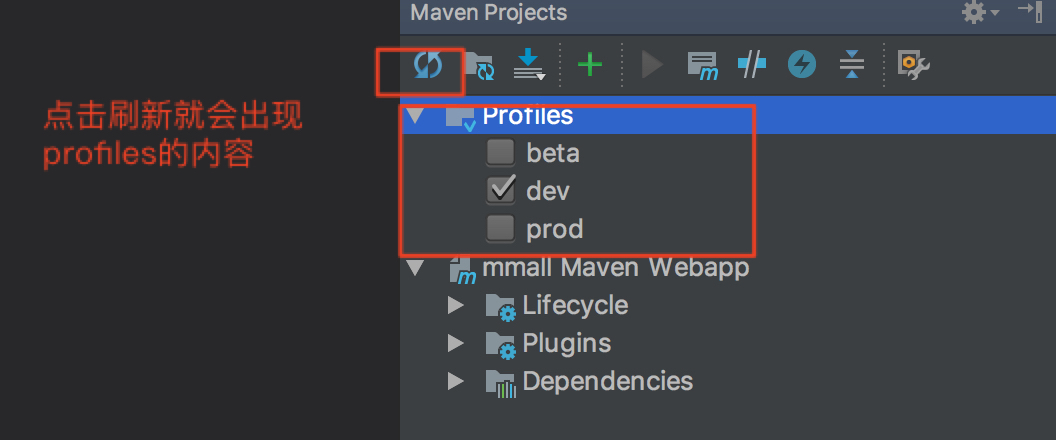 Maven Projects
点击刷新就会出现
profiles的内容
Profiles
beta
dev
prod
mmall Maven Webapp
Lifecycle
Plugins
Dependencies